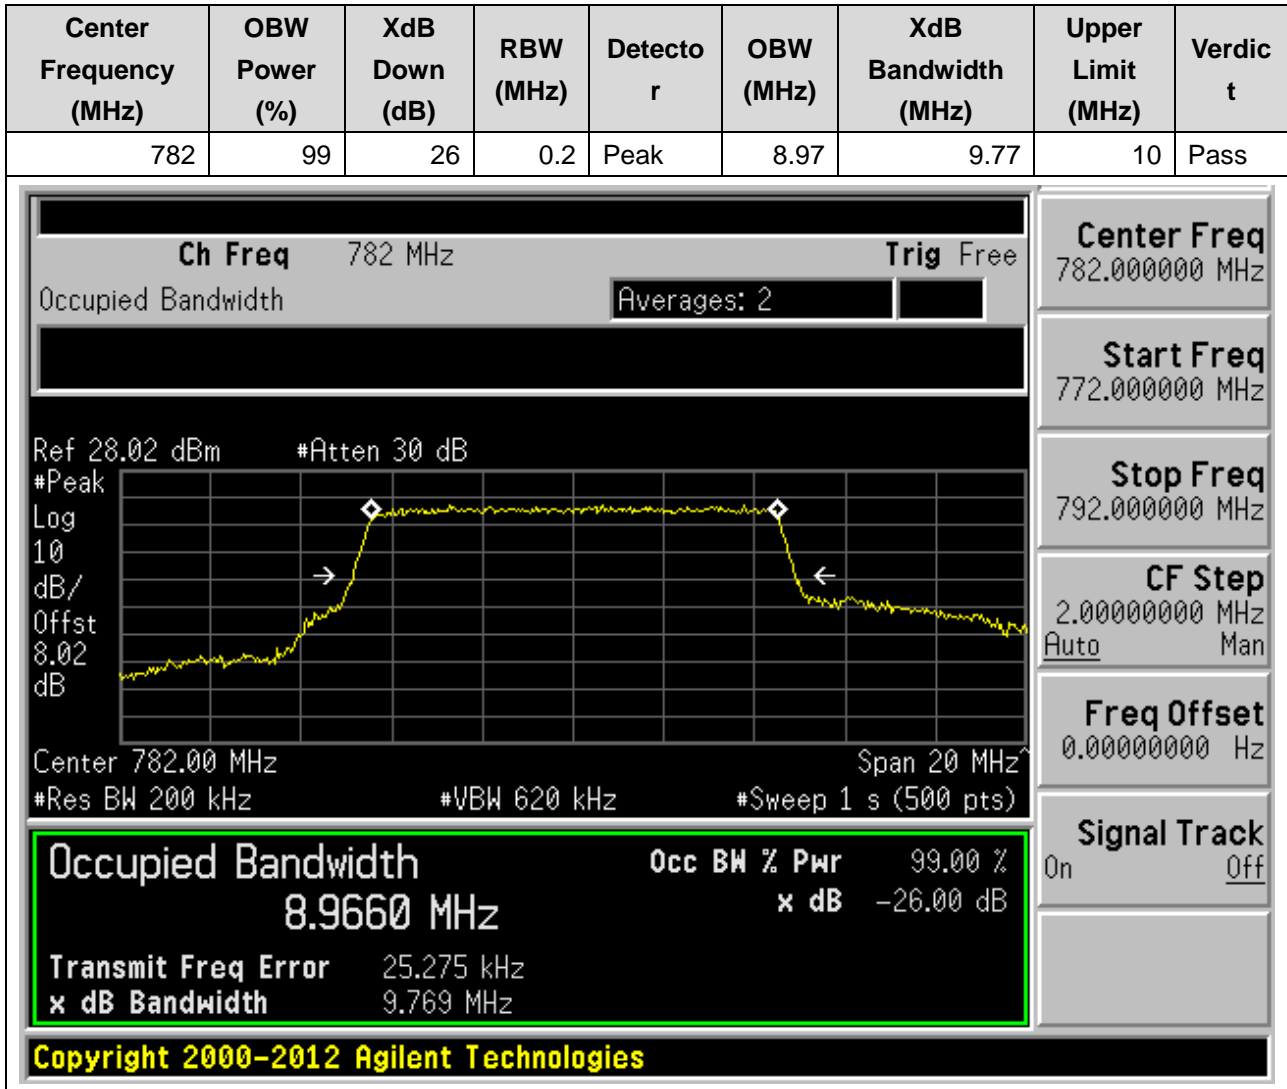 Center Frequency (MHz) OBW Power (%) XdB Down (dB) RBW (MHz) Detecto r OBW (MHz) XdB Bandwidth (MHz) Upper Limit (MHz) Verdic t
782 99 26 0.2 Peak 8.97 9.77 10 Pass
Ch Freq 782 MHz Trig Free
Occupied Bandwidth Averages: 2
Ref 28.02 dBm #Atten 30 dB
#Peak
Log
10
dB/
Offst
8.02
dB
Center 782.00 MHz Span 20 MHz^
#Res BW 200 kHz #VBW 620 kHz #Sweep 1 s (500 pts)
Occupied Bandwidth Occ BW % Pwr 99.00 %
8.9660 MHz x dB -26.00 dB
Transmit Freq Error 25.275 kHz
x dB Bandwidth 9.769 MHz
Copyright 2000-2012 Agilent Technologies
Center Freq
782.000000 MHz
Start Freq
772.000000 MHz
Stop Freq
792.000000 MHz
CF Step
2.00000000 MHz
Auto Man
Freq Offset
0.00000000 Hz
Signal Track
On Off